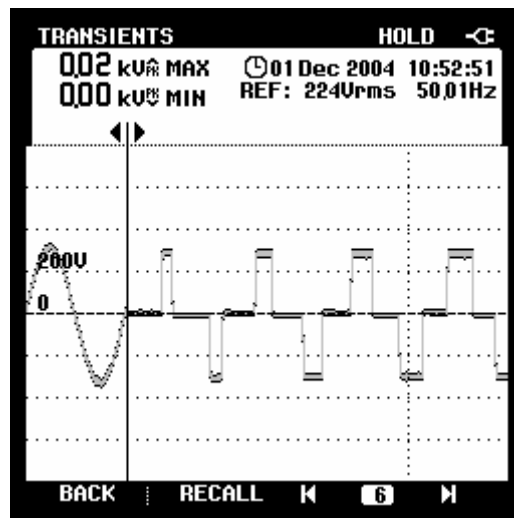 TRANSIENTS HOLD
0,02 kV MAX 01 Dec 2004 10:52:51
0,00 kV MIN REF: 224Vrms 50,01Hz
200V
0
BACK RECALL 6